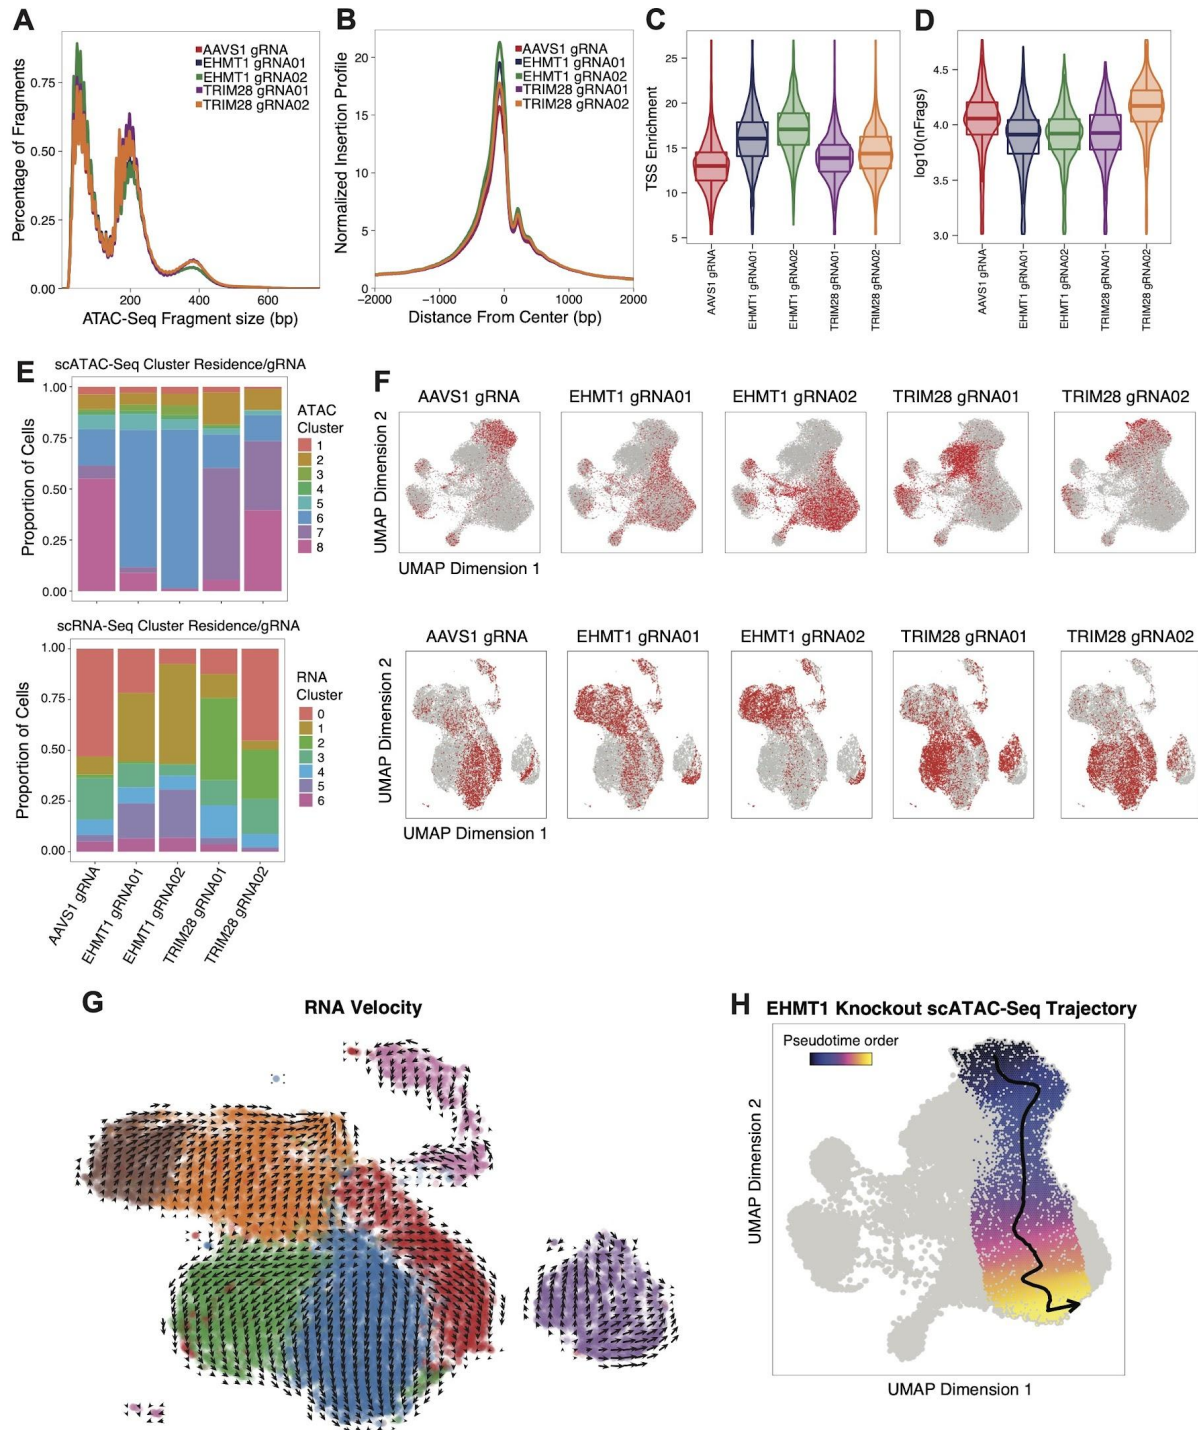 A
Percentage of Fragments
0.75
0.50
0.25
0.00
200
400
600
ATAC-Seq Fragment size (bp)
AAVS1 gRNA
EHMT1 gRNA01
EHMT1 gRNA02
TRIM28 gRNA01
TRIM28 gRNA02
B
Normalized Insertion Profile
20
15
10
5
0
−2000
−1000
0
1000
2000
Distance From Center (bp)
AAVS1 gRNA
EHMT1 gRNA01
EHMT1 gRNA02
TRIM28 gRNA01
TRIM28 gRNA02
C
TSS Enrichment
25
20
15
10
5
AAVS1 gRNA
EHMT1 gRNA01
EHMT1 gRNA02
TRIM28 gRNA01
TRIM28 gRNA02
D
log10(nFrags)
4.5
4.0
3.5
3.0
AAVS1 gRNA
EHMT1 gRNA01
EHMT1 gRNA02
TRIM28 gRNA01
TRIM28 gRNA02
E
scATAC-Seq Cluster Residence/gRNA
Proportion of Cells
1.00
0.75
0.50
0.25
0.00
ATAC
Cluster
1
2
3
4
5
6
7
8
scRNA-Seq Cluster Residence/gRNA
Proportion of Cells
1.00
0.75
0.50
0.25
0.00
RNA
Cluster
0
1
2
3
4
5
6
AAVS1 gRNA
EHMT1 gRNA01
EHMT1 gRNA02
TRIM28 gRNA01
TRIM28 gRNA02
F
AAVS1 gRNA
EHMT1 gRNA01
EHMT1 gRNA02
TRIM28 gRNA01
TRIM28 gRNA02
UMAP Dimension 2
UMAP Dimension 1
AAVS1 gRNA
EHMT1 gRNA01
EHMT1 gRNA02
TRIM28 gRNA01
TRIM28 gRNA02
UMAP Dimension 2
UMAP Dimension 1
G
RNA Velocity
H
EHMT1 Knockout scATAC-Seq Trajectory
Pseudotime order
UMAP Dimension 2
UMAP Dimension 1